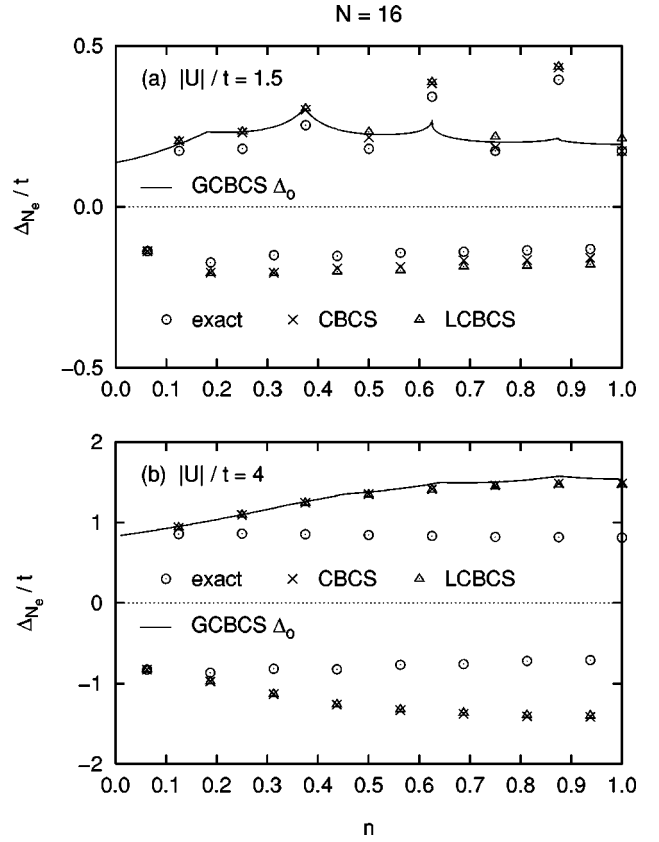 N = 16
0.5
(a) |U| / t = 1.5
GCBCS Δ₀
0.0
Δ_{N_e} / t
exact CBCS LCBCS
−0.5
0.0 0.1 0.2 0.3 0.4 0.5 0.6 0.7 0.8 0.9 1.0
2
(b) |U| / t = 4
1
exact CBCS LCBCS
0
Δ_{N_e} / t
GCBCS Δ₀
−1
−2
0.0 0.1 0.2 0.3 0.4 0.5 0.6 0.7 0.8 0.9 1.0
n